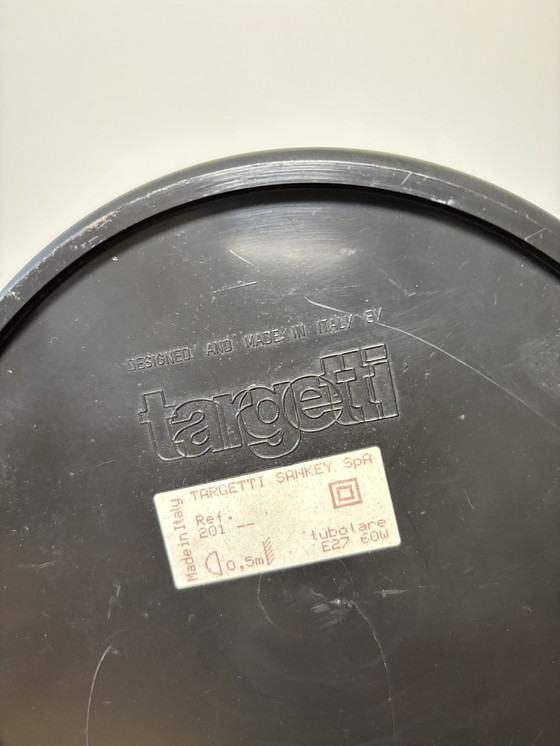 DESIGNED AND MADE IN ITALY BY
targetti
TARGETTI SANKEY SpA
Made in Italy
Ref.
201 --
tubolare
E27 60W
0,5m